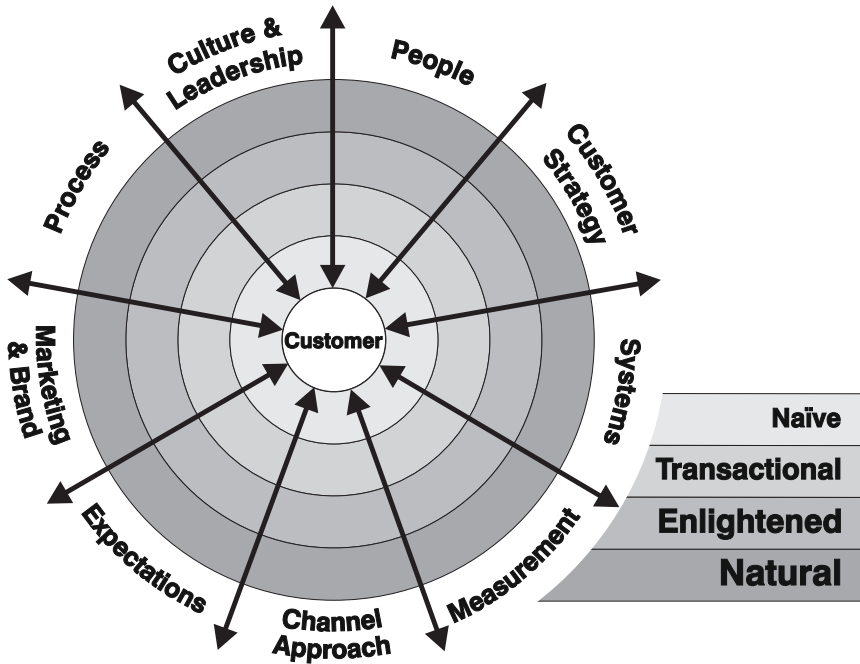 Culture &
Leadership
People
Customer
Strategy
Systems
Measurement
Channel
Approach
Expectations
Marketing
& Brand
Process
Customer
Naïve
Transactional
Enlightened
Natural